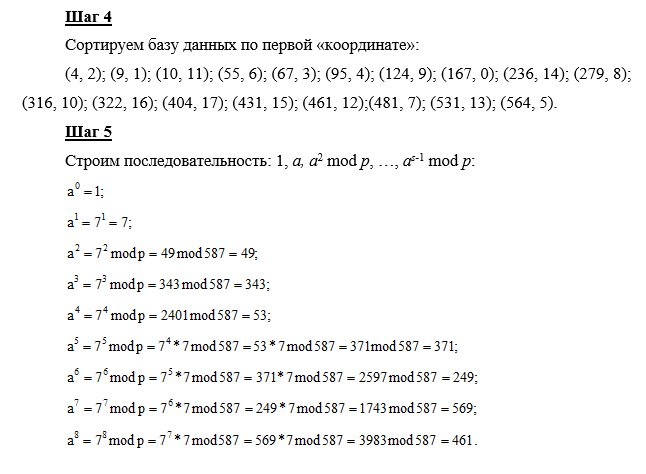 Шаг 4
Сортируем базу данных по первой «координате»:
(4, 2); (9, 1); (10, 11); (55, 6); (67, 3); (95, 4); (124, 9); (167, 0); (236, 14); (279, 8);
(316, 10); (322, 16); (404, 17); (431, 15); (461, 12);(481, 7); (531, 13); (564, 5).
Шаг 5
Строим последовательность: 1, a, a² mod p, …, aˢ⁻¹ mod p:
a⁰ = 1;
a¹ = 7¹ = 7;
a² = 7² mod p = 49 mod 587 = 49;
a³ = 7³ mod p = 343 mod 587 = 343;
a⁴ = 7⁴ mod p = 2401 mod 587 = 53;
a⁵ = 7⁵ mod p = 7⁴ * 7 mod 587 = 53 * 7 mod 587 = 371 mod 587 = 371;
a⁶ = 7⁶ mod p = 7⁵ * 7 mod 587 = 371 * 7 mod 587 = 2597 mod 587 = 249;
a⁷ = 7⁷ mod p = 7⁶ * 7 mod 587 = 249 * 7 mod 587 = 1743 mod 587 = 569;
a⁸ = 7⁸ mod p = 7⁷ * 7 mod 587 = 569 * 7 mod 587 = 3983 mod 587 = 461.